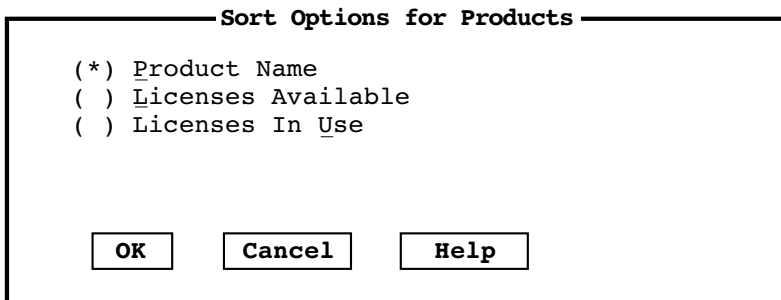 Sort Options for Products
(*) Product Name
( ) Licenses Available
( ) Licenses In Use
OK Cancel Help